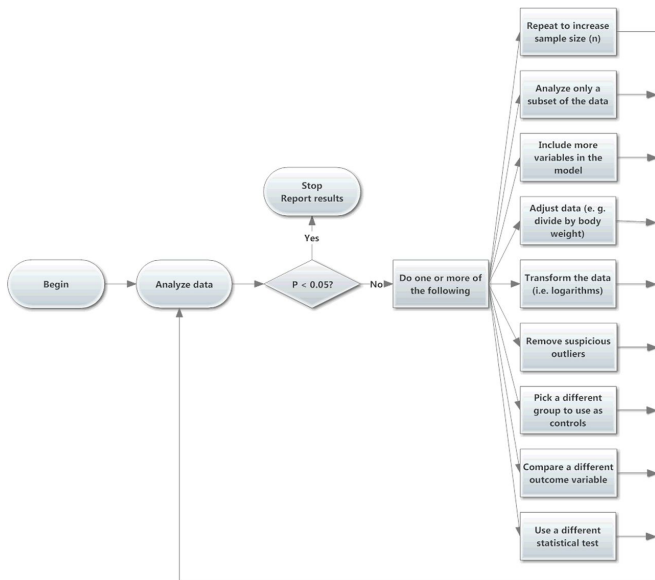 Repeat to increase
sample size (n)
Analyze only a
subset of the data
Include more
variables in the
model
Stop
Report results
Adjust data (e. g.
divide by body
weight)
Yes
Begin
Analyze data
P < 0.05?
No
Do one or more of
the following
Transform the data
(i.e. logarithms)
Remove suspicious
outliers
Pick a different
group to use as
controls
Compare a different
outcome variable
Use a different
statistical test